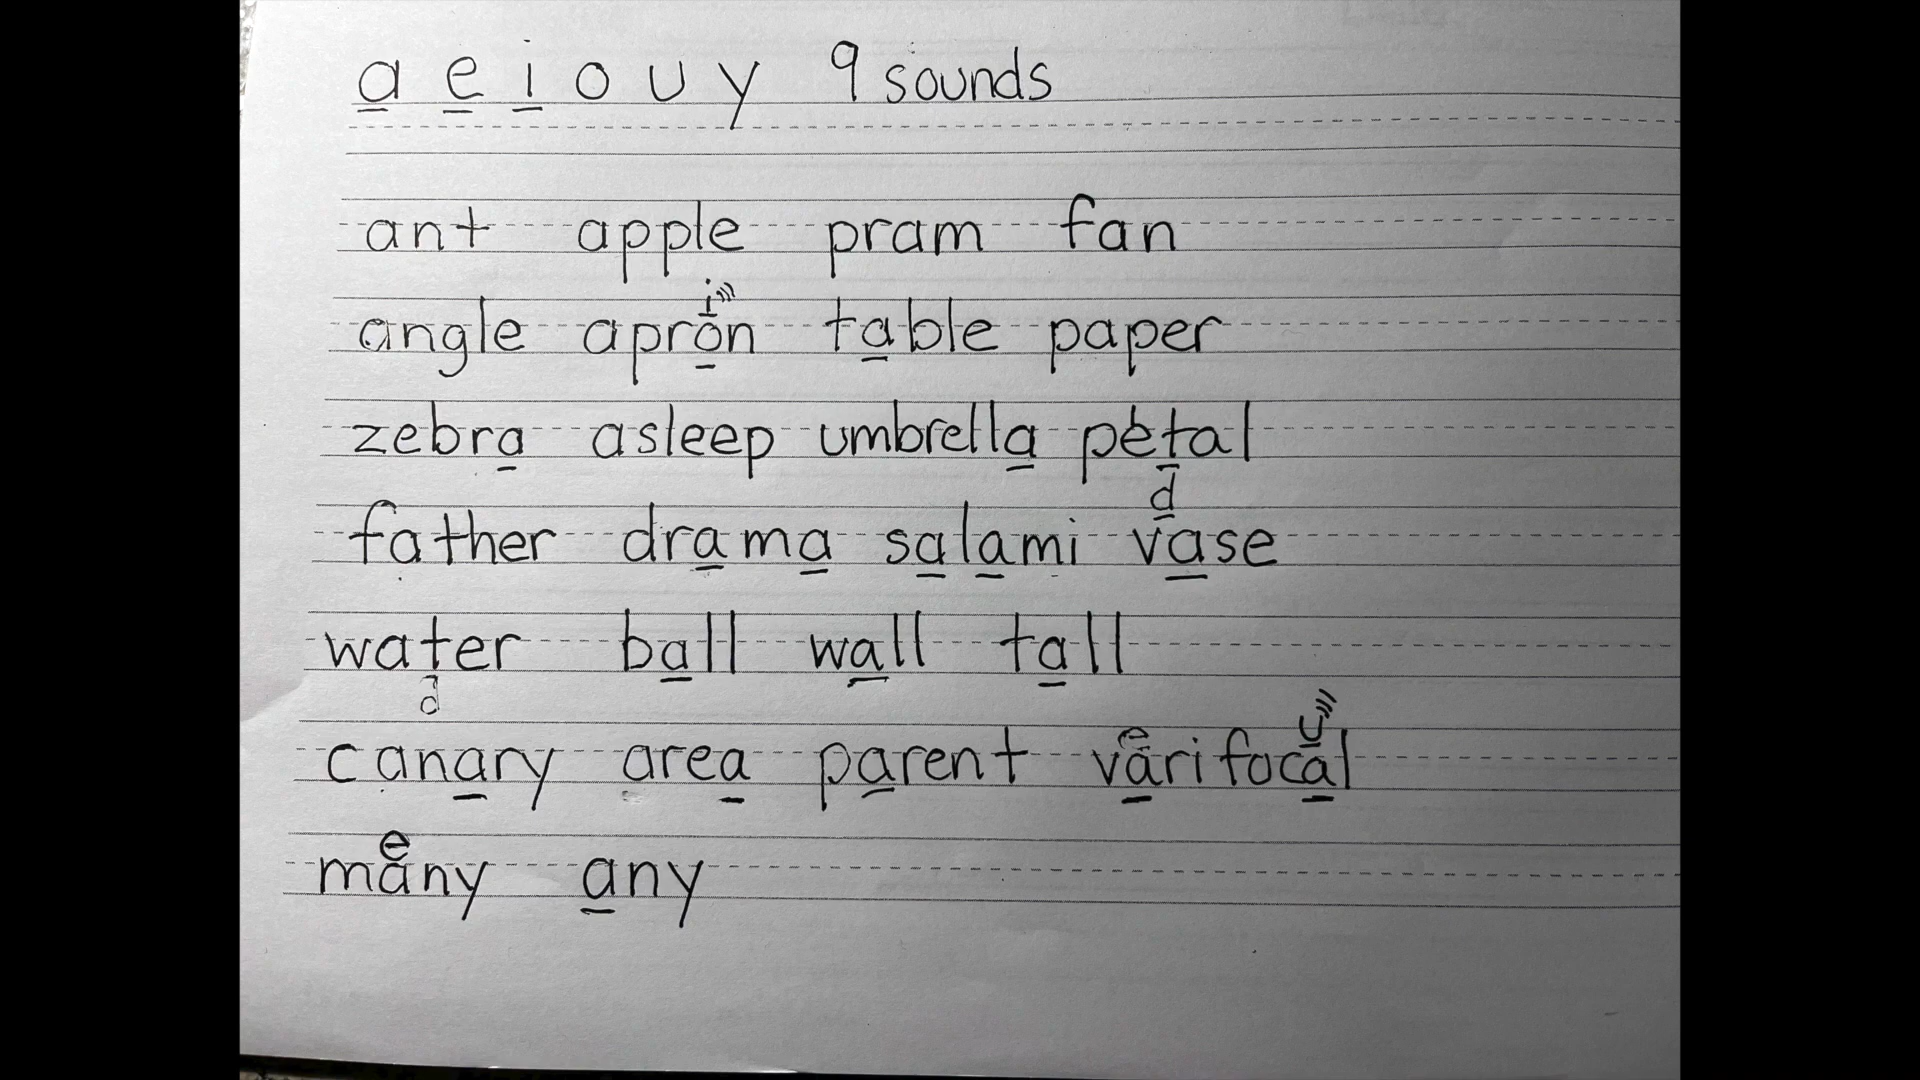 a e i o u y 9 sounds
ant apple pram fan
i
angle apron table paper
zebra asleep umbrella petal
d
father drama salami vase
water ball wall tall
d
u
e
canary area parent varifocal
e
many any